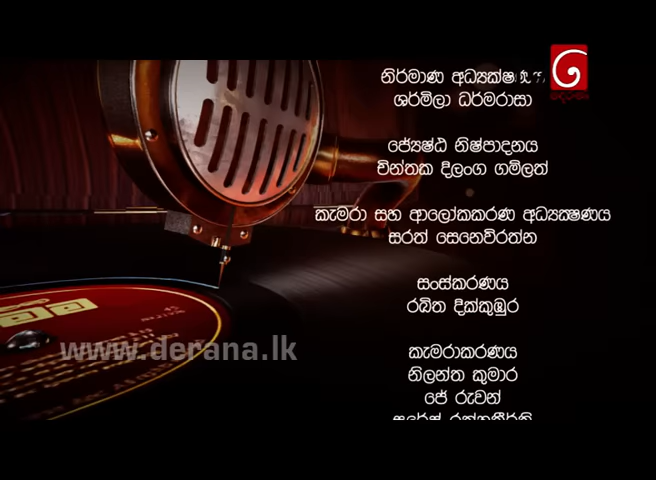 නිර්මාණ අධ්‍යක්ෂණය
ශර්මිලා ධර්මරාසා
ජ්‍යෙෂ්ඨ නිෂ්පාදනය
චින්තක දිලංග ගම්ලත්
කැමරා සහ ආලෝකකරණ අධ්‍යක්ෂණය
සරත් සෙනෙවිරත්න
සංස්කරණය
රඛිත දික්කුඹුර
කැමරාකරණය
නිලන්ත කුමාර
ජේ රුවන්
www.derana.lk